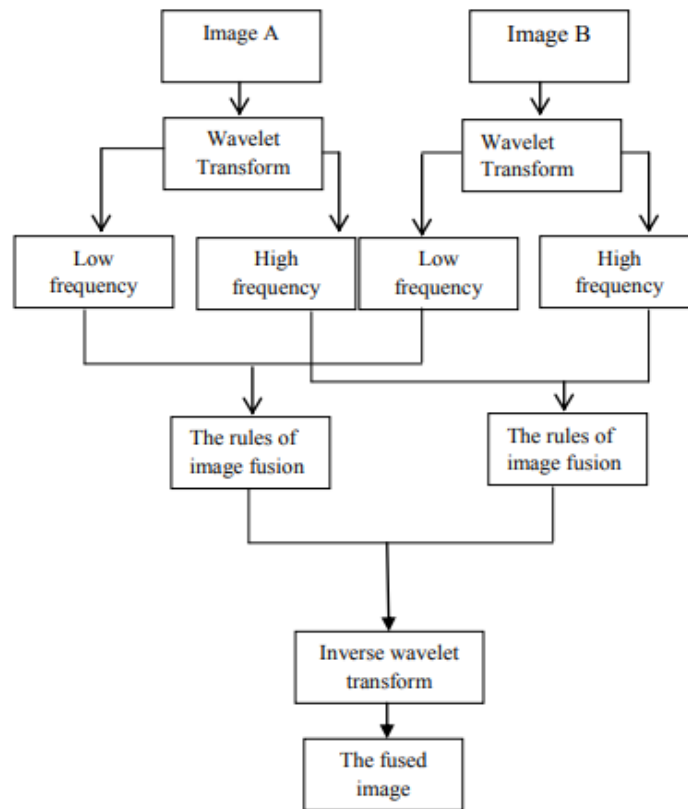 Image A
Image B
Wavelet
Transform
Wavelet
Transform
Low
frequency
High
frequency
Low
frequency
High
frequency
The rules of
image fusion
The rules of
image fusion
Inverse wavelet
transform
The fused
image